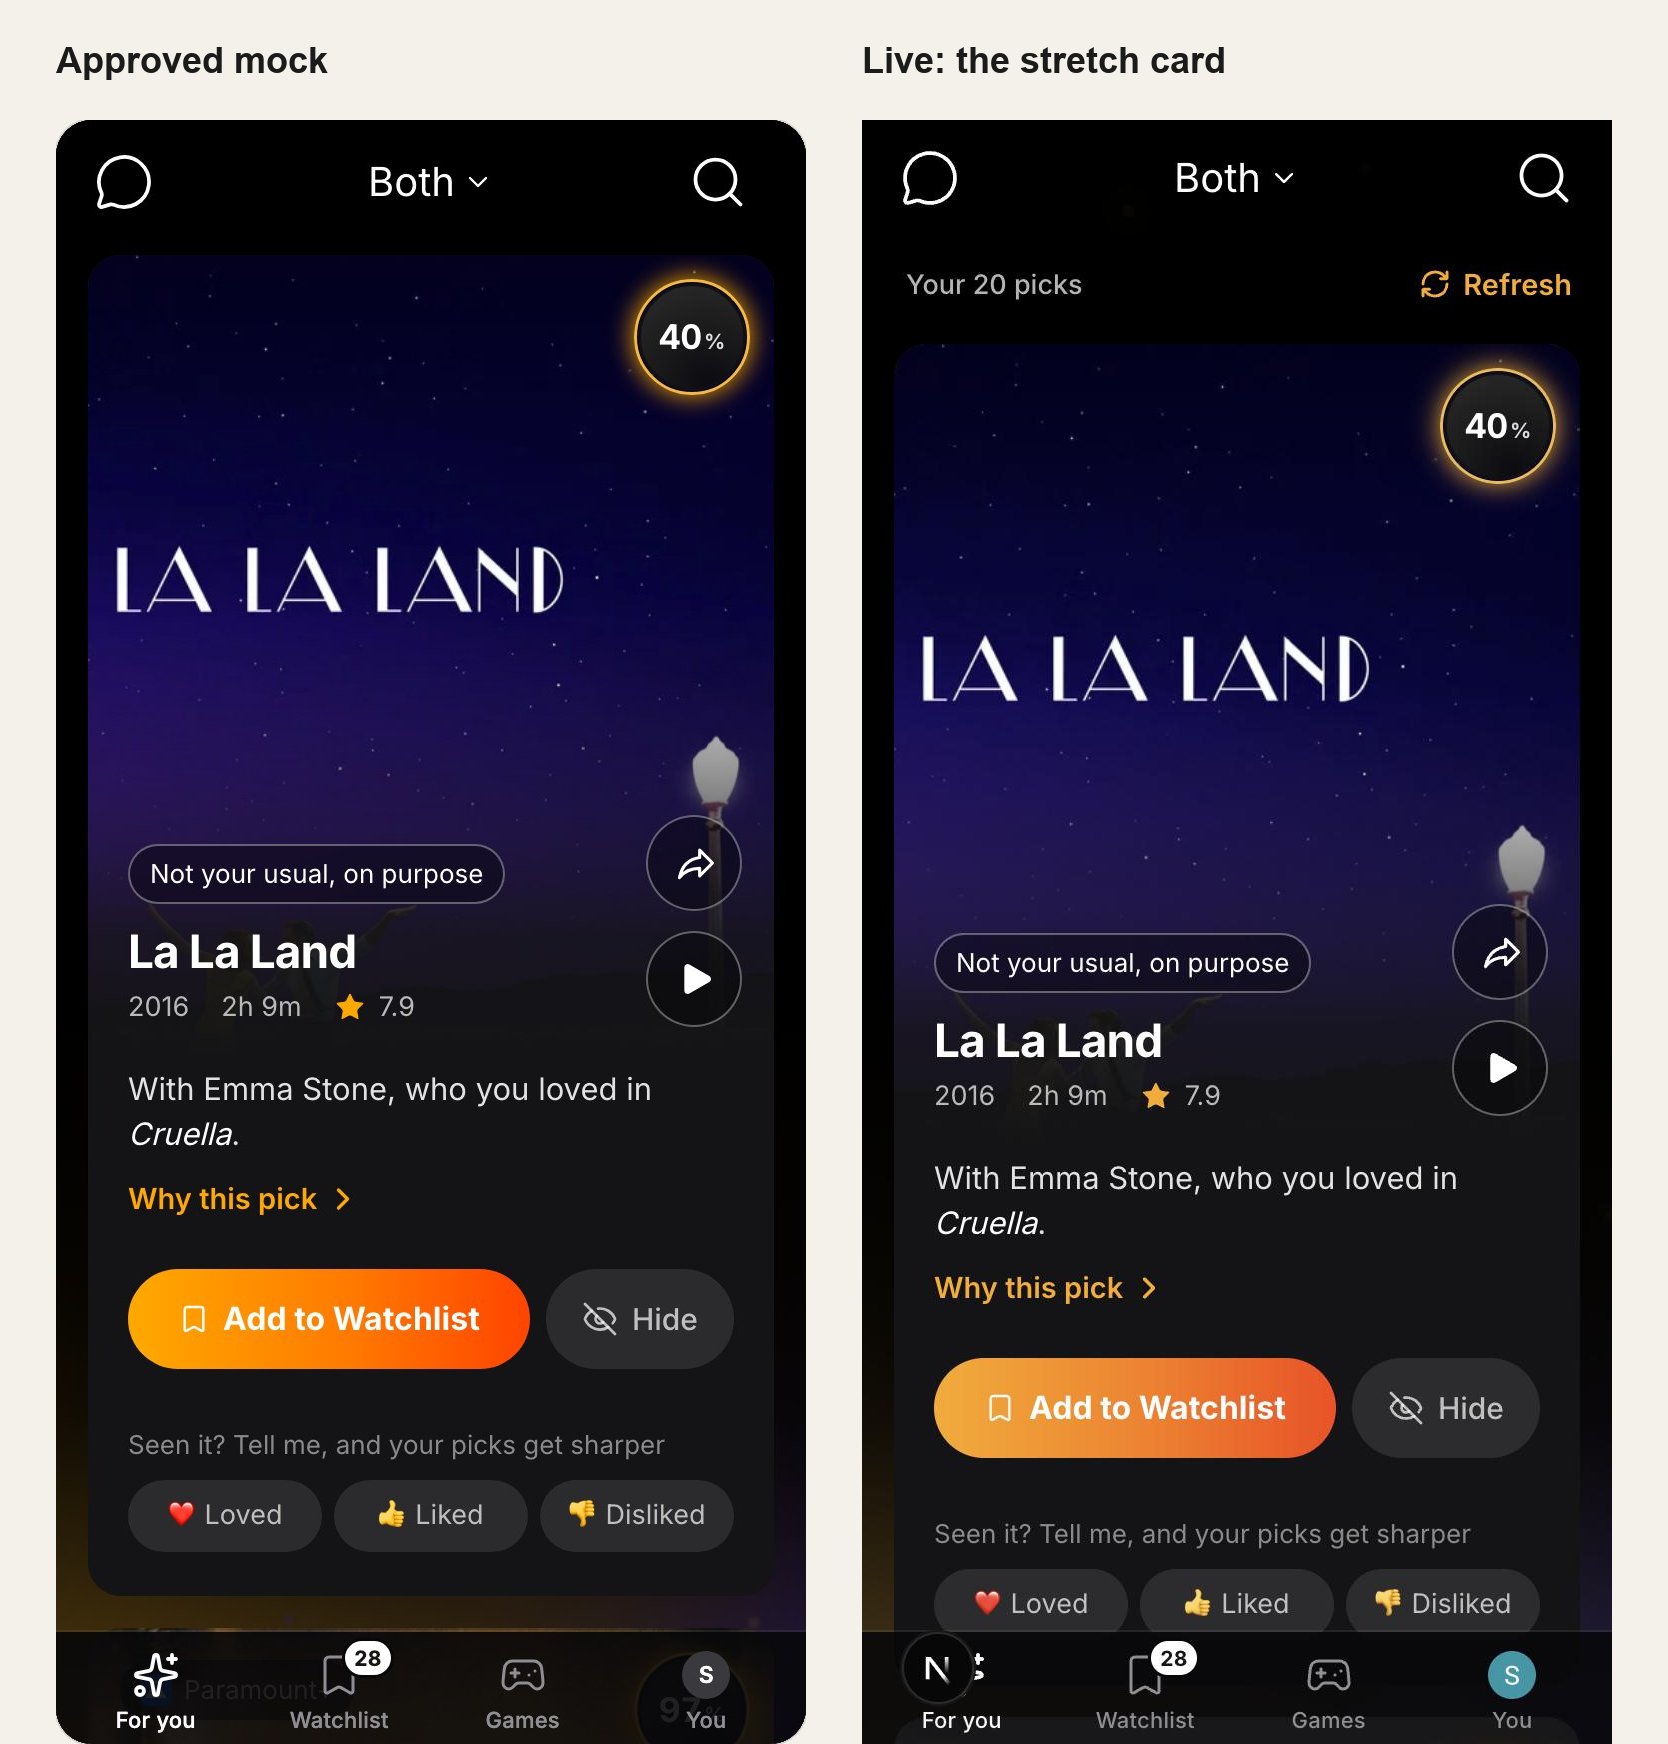 Approved mock
Both
40%
LA LA LAND
Not your usual, on purpose
La La Land
2016 2h 9m 7.9
With Emma Stone, who you loved in
Cruella.
Why this pick
Add to Watchlist
Hide
Seen it? Tell me, and your picks get sharper
Loved
Liked
Disliked
Paramount+
97%
28
S
For you
Watchlist
Games
You
Live: the stretch card
Both
Your 20 picks
Refresh
40%
LA LA LAND
Not your usual, on purpose
La La Land
2016 2h 9m 7.9
With Emma Stone, who you loved in
Cruella.
Why this pick
Add to Watchlist
Hide
Seen it? Tell me, and your picks get sharper
Loved
Liked
Disliked
N
28
S
For you
Watchlist
Games
You